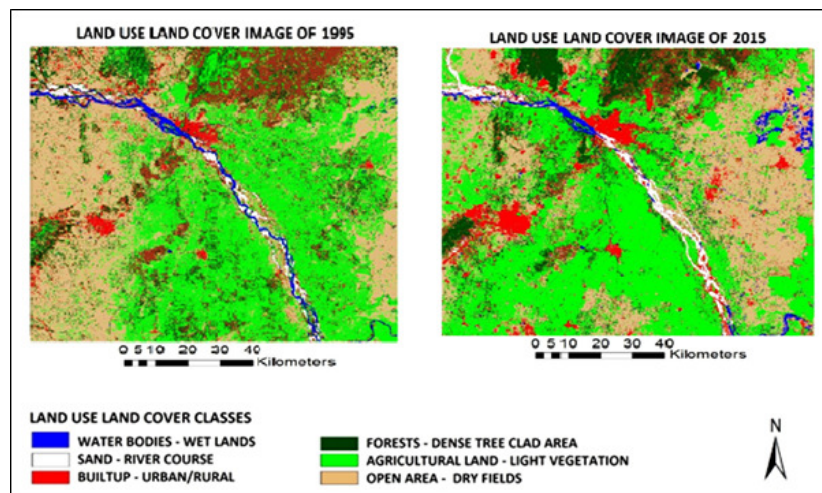 LAND USE LAND COVER IMAGE OF 1995
LAND USE LAND COVER IMAGE OF 2015
0 5 10 20 30 40
Kilometers
0 5 10 20 30 40
Kilometers
LAND USE LAND COVER CLASSES
WATER BODIES - WET LANDS
SAND - RIVER COURSE
BUILTUP - URBAN/RURAL
FORESTS - DENSE TREE CLAD AREA
AGRICULTURAL LAND - LIGHT VEGETATION
OPEN AREA - DRY FIELDS
N